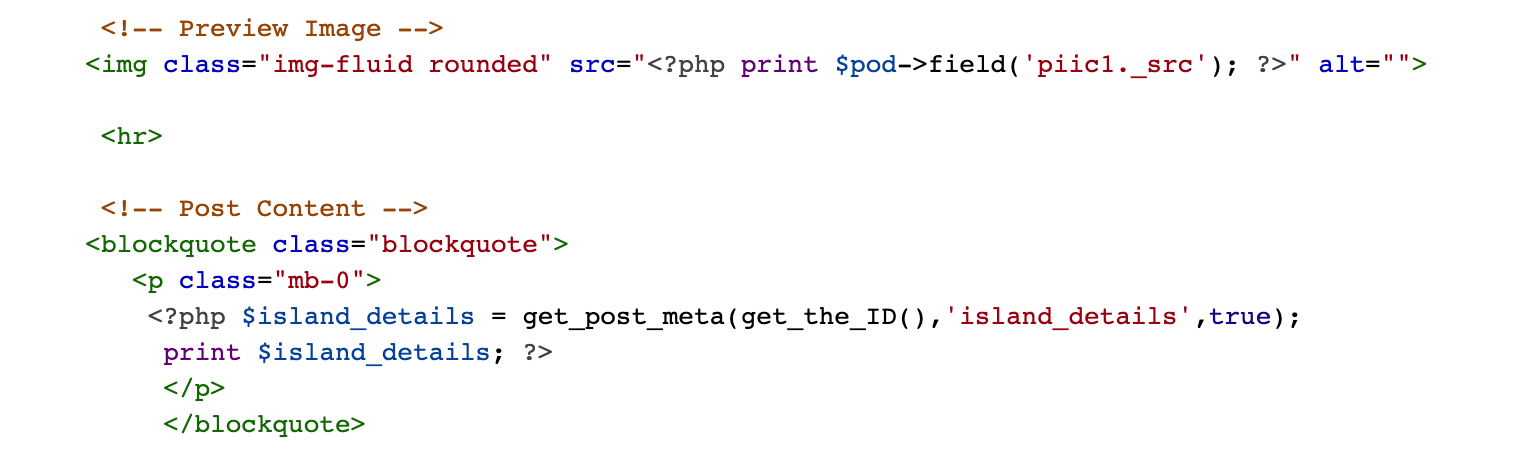 <!-- Preview Image -->
<img class="img-fluid rounded" src="<?php print $pod->field('piic1._src'); ?>" alt="">
<hr>
<!-- Post Content -->
<blockquote class="blockquote">
<p class="mb-0">
<?php $island_details = get_post_meta(get_the_ID(),'island_details',true);
print $island_details; ?>
</p>
</blockquote>